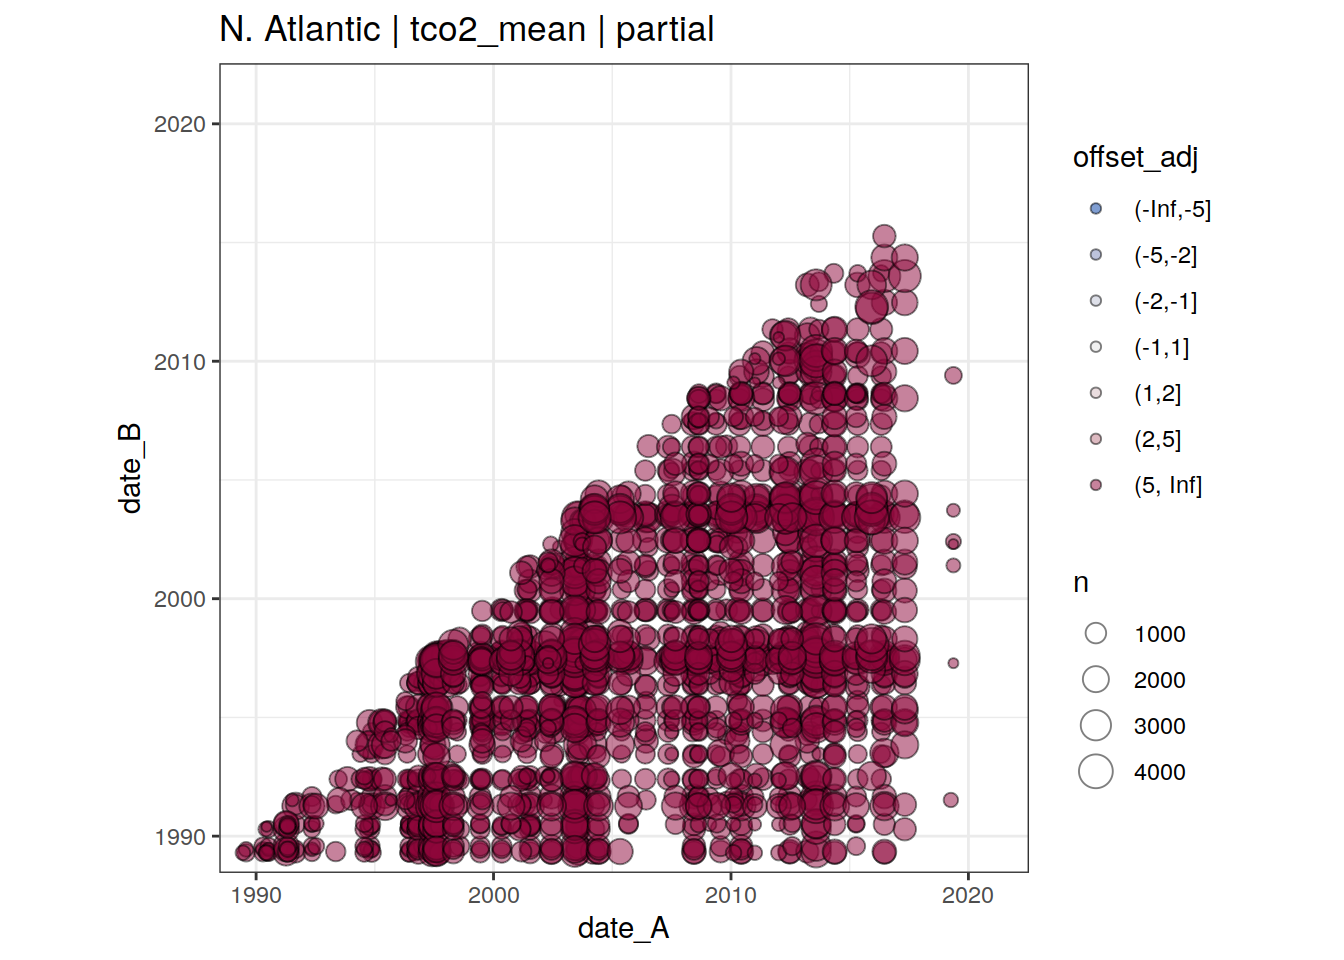 N. Atlantic | tco2_mean | partial
2020
2010
2000
1990
date_B
1990
2000
2010
2020
date_A
offset_adj
(-Inf,-5]
(-5,-2]
(-2,-1]
(-1,1]
(1,2]
(2,5]
(5, Inf]
n
1000
2000
3000
4000